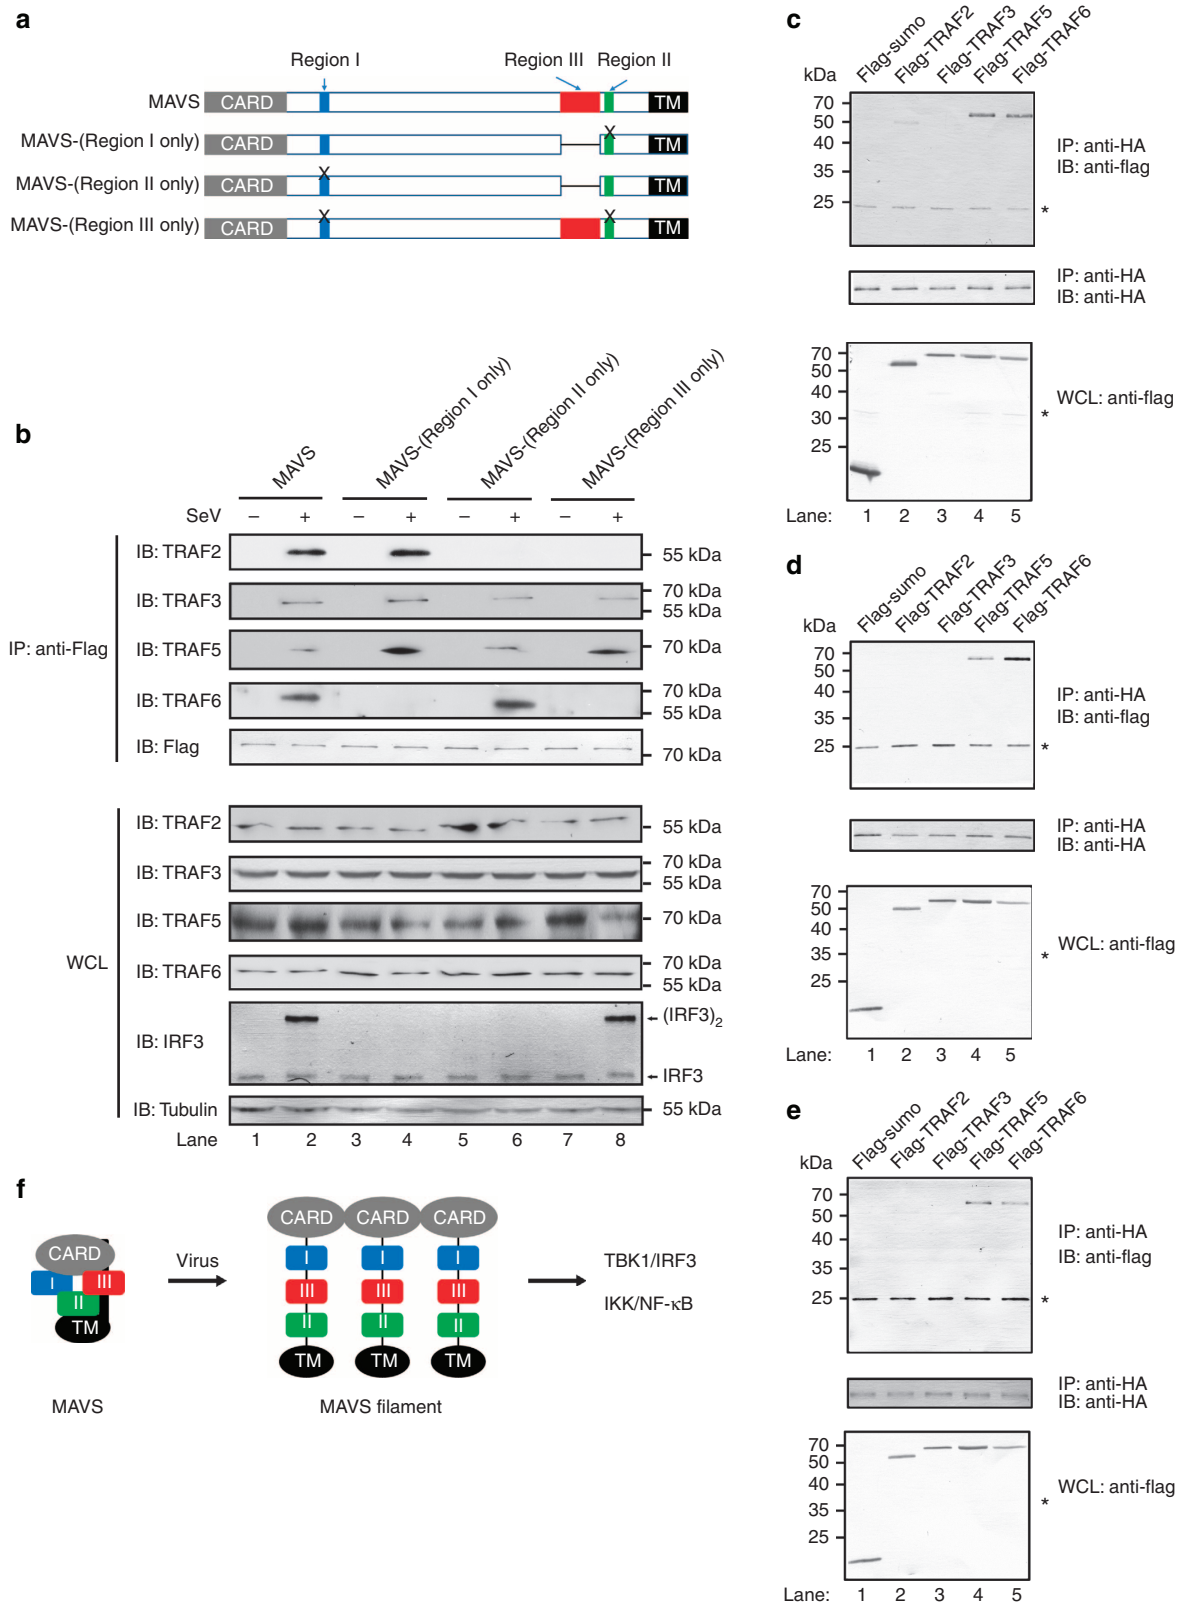 a
Region I Region III Region II
MAVS CARD TM
MAVS-(Region I only) CARD X TM
MAVS-(Region II only) CARD X TM
MAVS-(Region III only) CARD X X TM
b
MAVS MAVS-(Region I only) MAVS-(Region II only) MAVS-(Region III only)
SeV – + – + – + – +
IP: anti-Flag
IB: TRAF2 55 kDa
IB: TRAF3 70 kDa
55 kDa
IB: TRAF5 70 kDa
IB: TRAF6 70 kDa
55 kDa
IB: Flag 70 kDa
WCL
IB: TRAF2 55 kDa
IB: TRAF3 70 kDa
55 kDa
IB: TRAF5 70 kDa
IB: TRAF6 70 kDa
55 kDa
IB: IRF3 (IRF3)2
IRF3
IB: Tubulin 55 kDa
Lane 1 2 3 4 5 6 7 8
c
Flag-sumo Flag-TRAF2 Flag-TRAF3 Flag-TRAF5 Flag-TRAF6
kDa
70
50
40
35
25
IP: anti-HA
IB: anti-flag
*
IP: anti-HA
IB: anti-HA
70
50
40
30
25
WCL: anti-flag
*
Lane: 1 2 3 4 5
d
Flag-sumo Flag-TRAF2 Flag-TRAF3 Flag-TRAF5 Flag-TRAF6
kDa
70
50
40
35
25
IP: anti-HA
IB: anti-flag
*
IP: anti-HA
IB: anti-HA
70
50
40
35
25
WCL: anti-flag
*
Lane: 1 2 3 4 5
e
Flag-sumo Flag-TRAF2 Flag-TRAF3 Flag-TRAF5 Flag-TRAF6
kDa
70
50
40
35
25
IP: anti-HA
IB: anti-flag
*
IP: anti-HA
IB: anti-HA
70
50
40
35
25
WCL: anti-flag
*
Lane: 1 2 3 4 5
f
CARD
I III
II
TM
MAVS
Virus
CARD CARD CARD
I I I
III III III
II II II
TM TM TM
MAVS filament
TBK1/IRF3
IKK/NF-κB